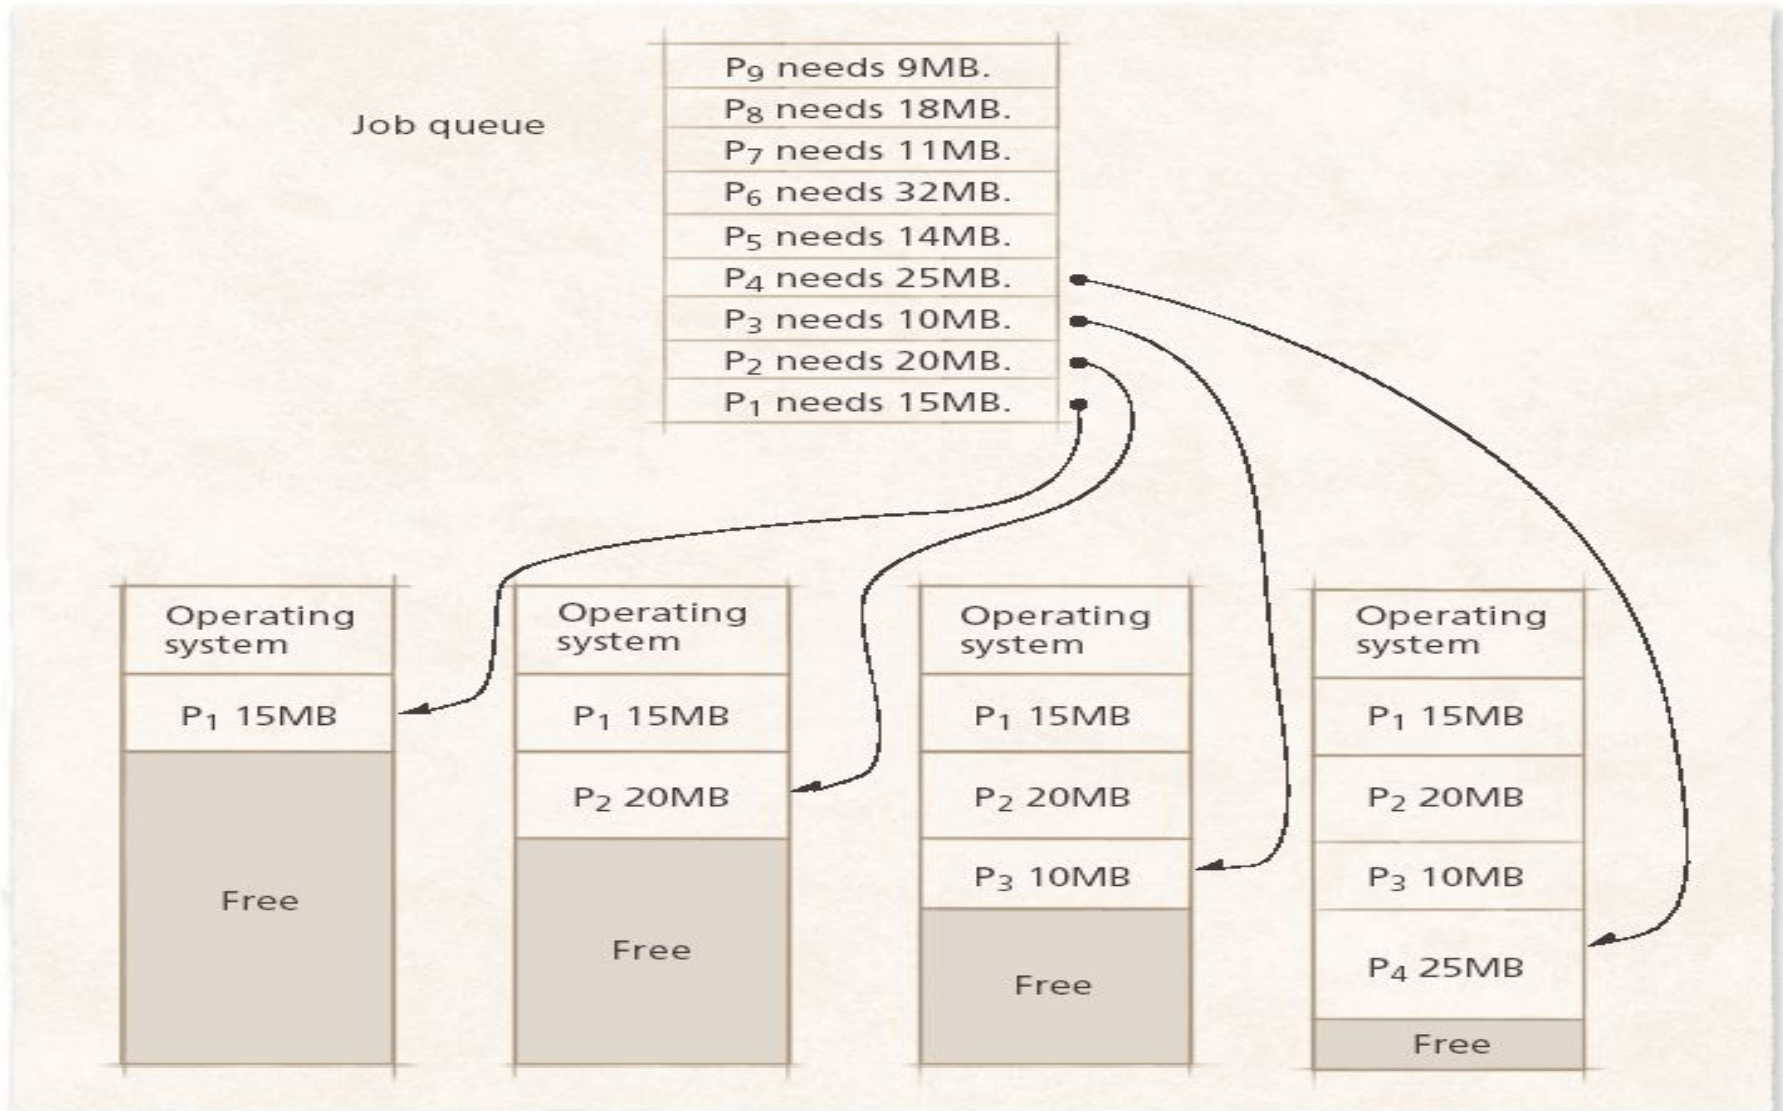 Job queue
P₉ needs 9MB.
P₈ needs 18MB.
P₇ needs 11MB.
P₆ needs 32MB.
P₅ needs 14MB.
P₄ needs 25MB.
P₃ needs 10MB.
P₂ needs 20MB.
P₁ needs 15MB.
Operating
system
P₁ 15MB
Free
Operating
system
P₁ 15MB
P₂ 20MB
Free
Operating
system
P₁ 15MB
P₂ 20MB
P₃ 10MB
Free
Operating
system
P₁ 15MB
P₂ 20MB
P₃ 10MB
P₄ 25MB
Free